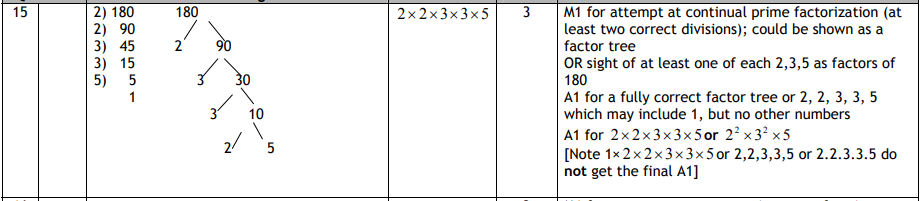 15
2) 180
2) 90
3) 45
3) 15
5) 5
1
180
2 90
3 30
3 10
2 5
2×2×3×3×5
3
M1 for attempt at continual prime factorization (at
least two correct divisions); could be shown as a
factor tree
OR sight of at least one of each 2,3,5 as factors of
180
A1 for a fully correct factor tree or 2, 2, 3, 3, 5
which may include 1, but no other numbers
A1 for 2×2×3×3×5 or 2² ×3² ×5
[Note 1×2×2×3×3×5 or 2,2,3,3,5 or 2.2.3.3.5 do
not get the final A1]